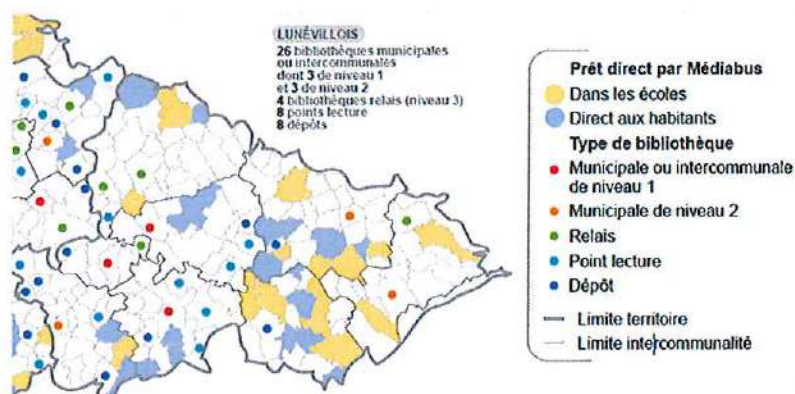 LUNÉVILLOIS
26 bibliothèques municipales
ou intercommunales
dont 3 de niveau 1
et 3 de niveau 2
4 bibliothèques relais (niveau 3)
8 points lecture
8 dépôts
Prêt direct par Médiabus
Dans les écoles
Direct aux habitants
Type de bibliothèque
Municipale ou intercommunale
de niveau 1
Municipale de niveau 2
Relais
Point lecture
Dépôt
Limite territoire
Limite intercommunalité